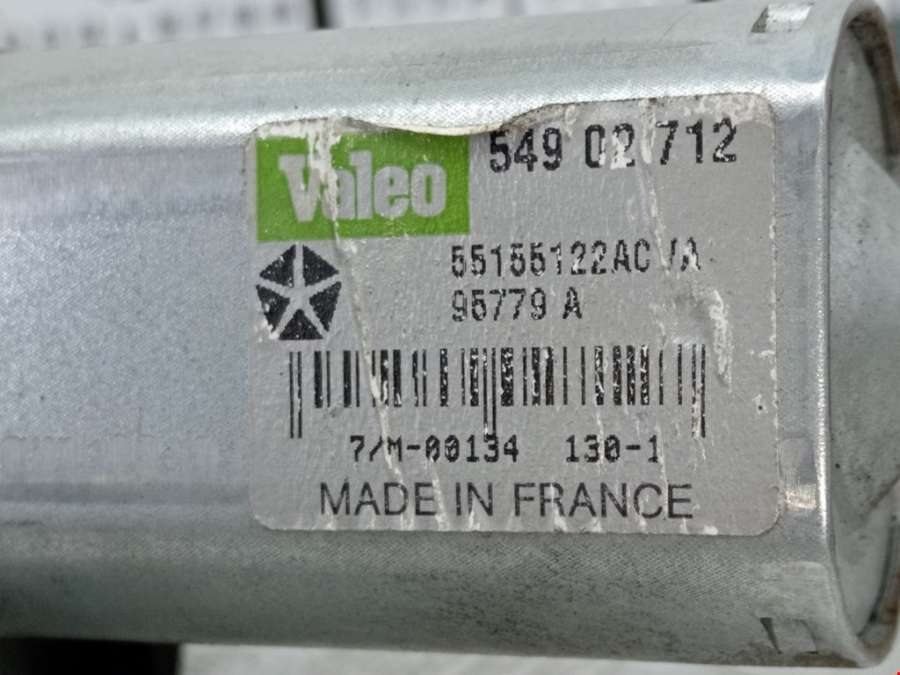 Valeo 549 02 712
55155122AC /A
95779 A
7/M-00134 130-1
MADE IN FRANCE